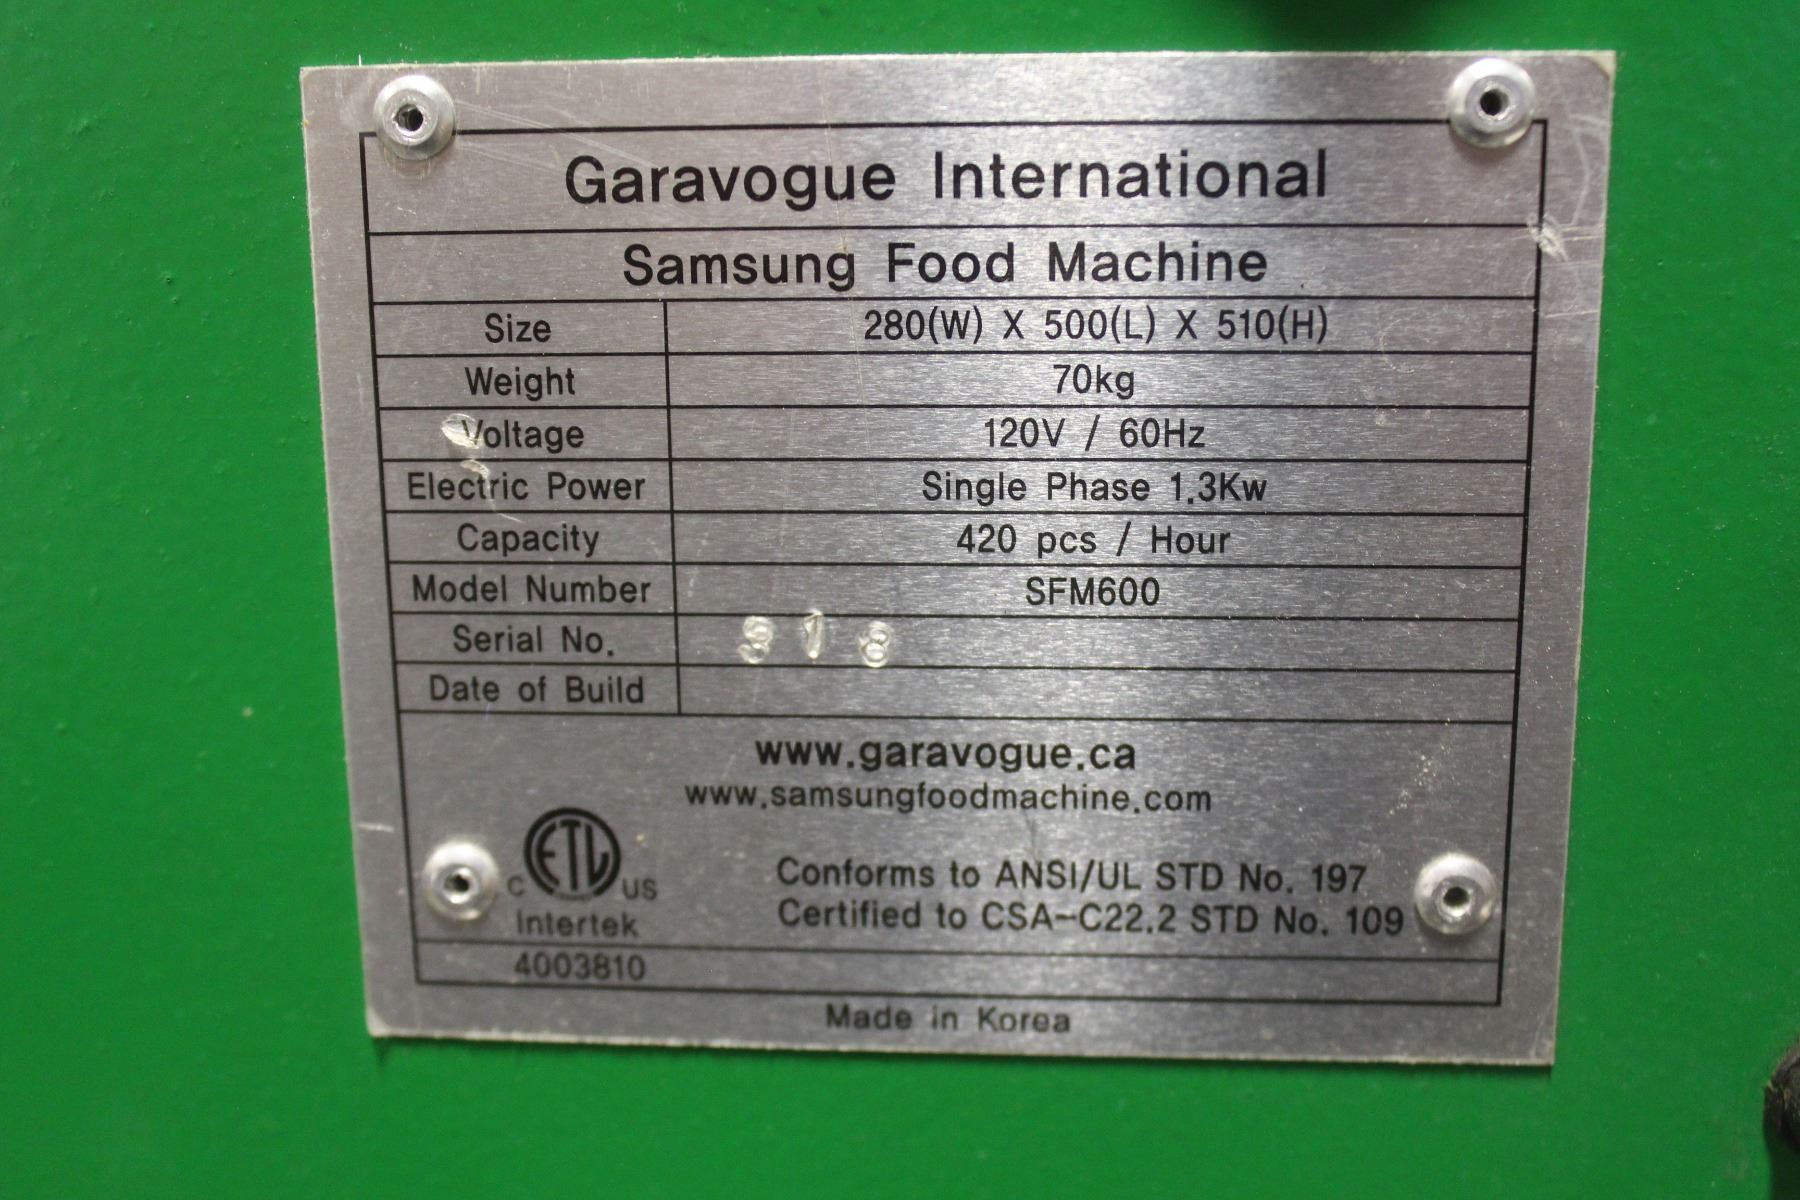 Garavogue International
Samsung Food Machine
Size 280(W) X 500(L) X 510(H)
Weight 70kg
Voltage 120V / 60Hz
Electric Power Single Phase 1.3Kw
Capacity 420 pcs / Hour
Model Number SFM600
Serial No. 318
Date of Build
www.garavogue.ca
www.samsungfoodmachine.com
C ETL US
Intertek
Conforms to ANSI/UL STD No. 197
Certified to CSA-C22.2 STD No. 109
4003810
Made in Korea